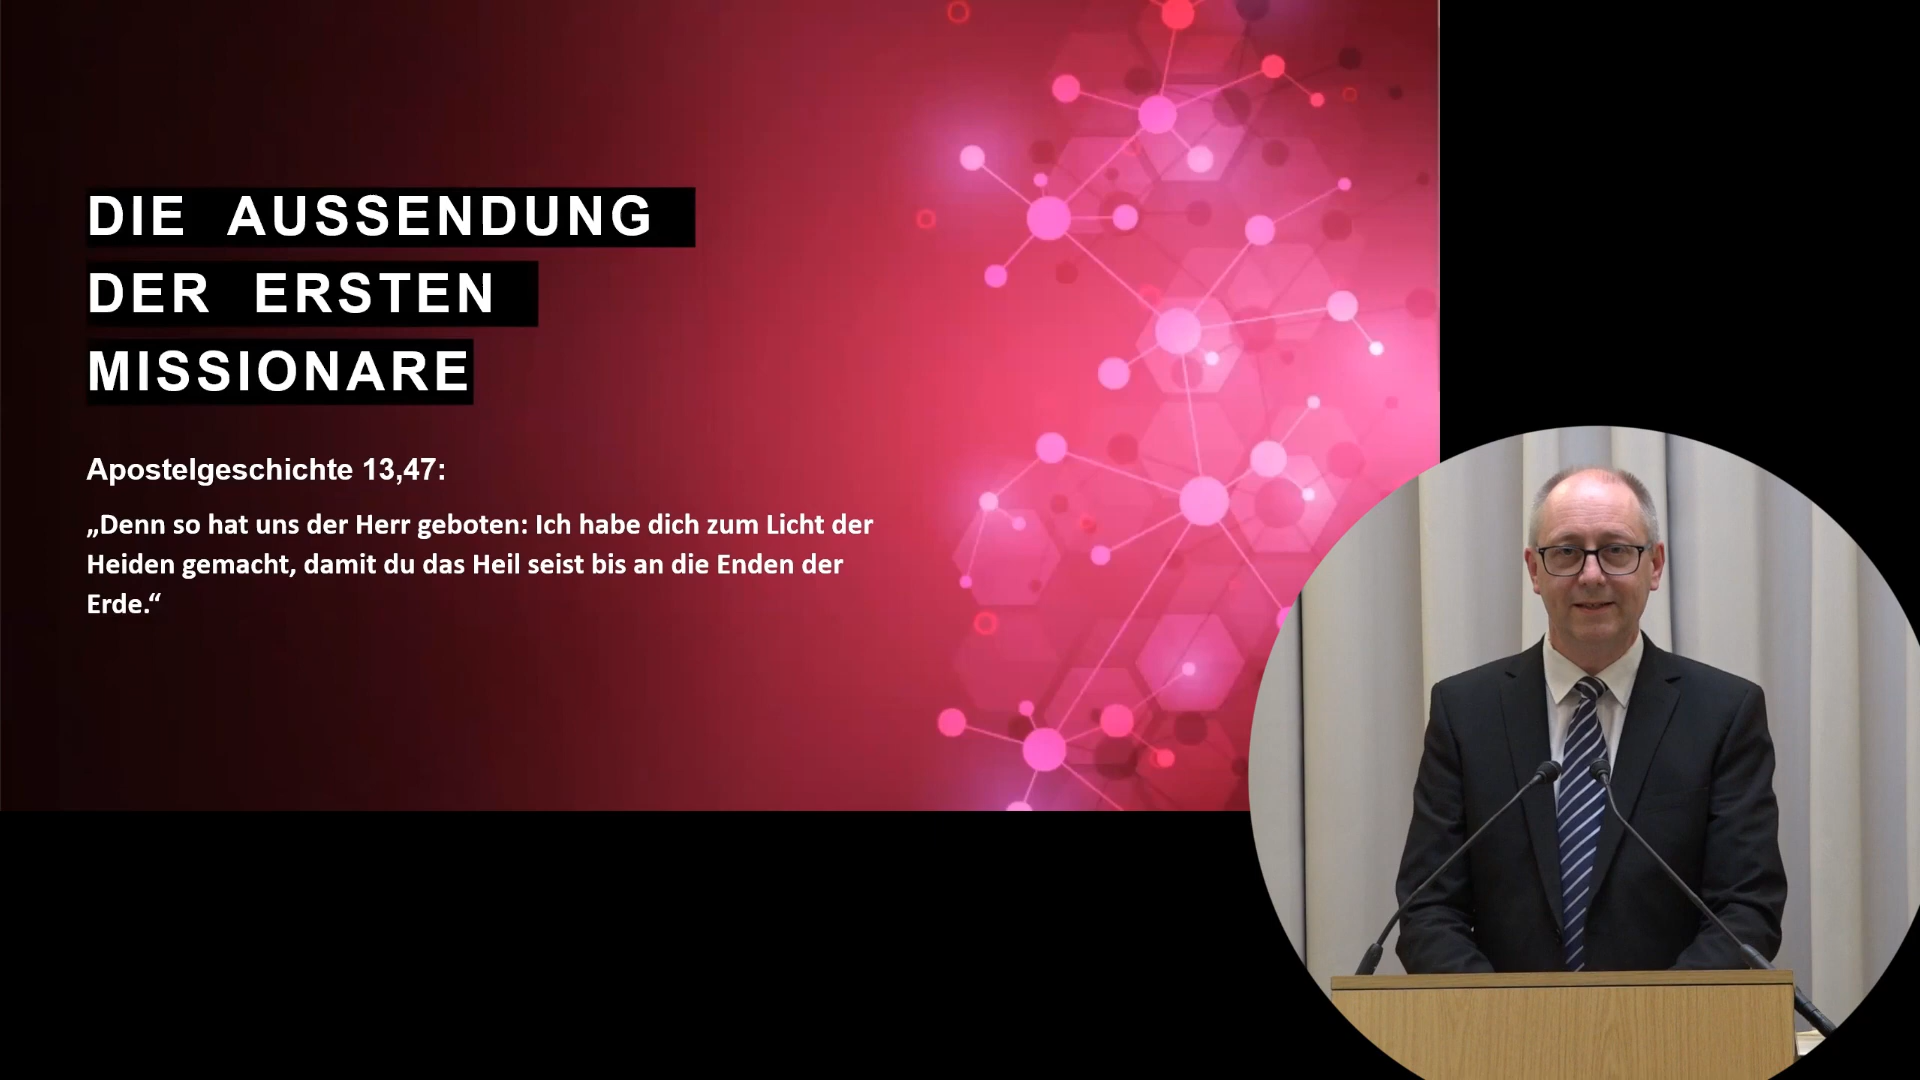 DIE AUSSENDUNG
DER ERSTEN
MISSIONARE
Apostelgeschichte 13,47:
„Denn so hat uns der Herr geboten: Ich habe dich zum Licht der
Heiden gemacht, damit du das Heil seist bis an die Enden der
Erde.“